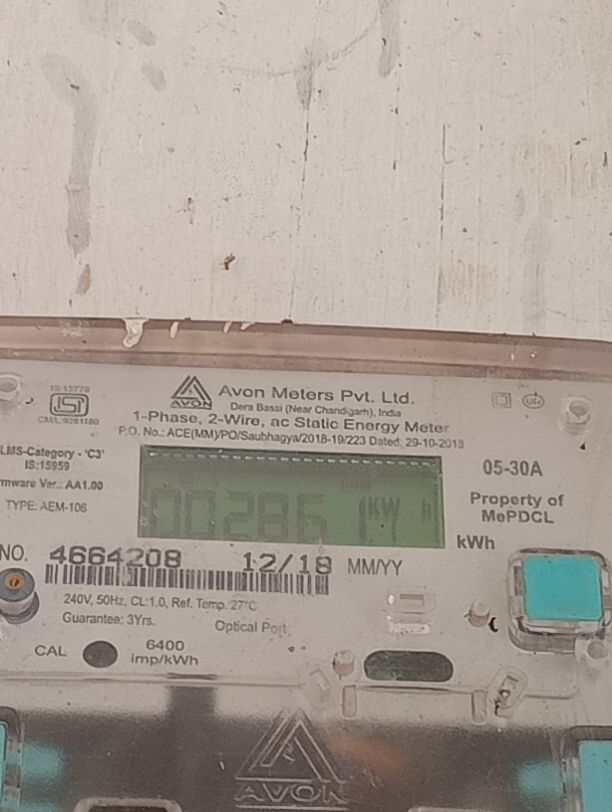 IS:13779
CM/L:9281160
AVON
Avon Meters Pvt. Ltd.
Dera Bassi (Near Chandigarh), India
1-Phase, 2-Wire, ac Static Energy Meter
P.O. No.: ACE(MM)/PO/Saubhagya/2018-19/223 Dated: 29-10-2018
LMS-Category - 'C3'
IS:15959
mware Ver.: AA1.00
TYPE: AEM-106
05-30A
Property of
MePDCL
KW h
kWh
NO. 4664208 12/18 MM/YY
240V, 50Hz, CL:1.0, Ref. Temp. 27°C
Guarantee: 3Yrs.
Optical Port
CAL
6400
imp/kWh
AVON